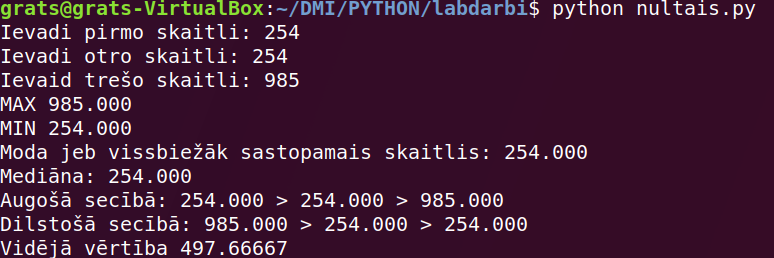 grats@grats-VirtualBox:~/DMI/PYTHON/labdarbi$ python nultais.py
Ievadi pirmo skaitli: 254
Ievadi otro skaitli: 254
Ievaid trešo skaitli: 985
MAX 985.000
MIN 254.000
Moda jeb vissbiežāk sastopamais skaitlis: 254.000
Mediāna: 254.000
Augošā secībā: 254.000 > 254.000 > 985.000
Dilstošā secībā: 985.000 > 254.000 > 254.000
Vidējā vērtība 497.66667